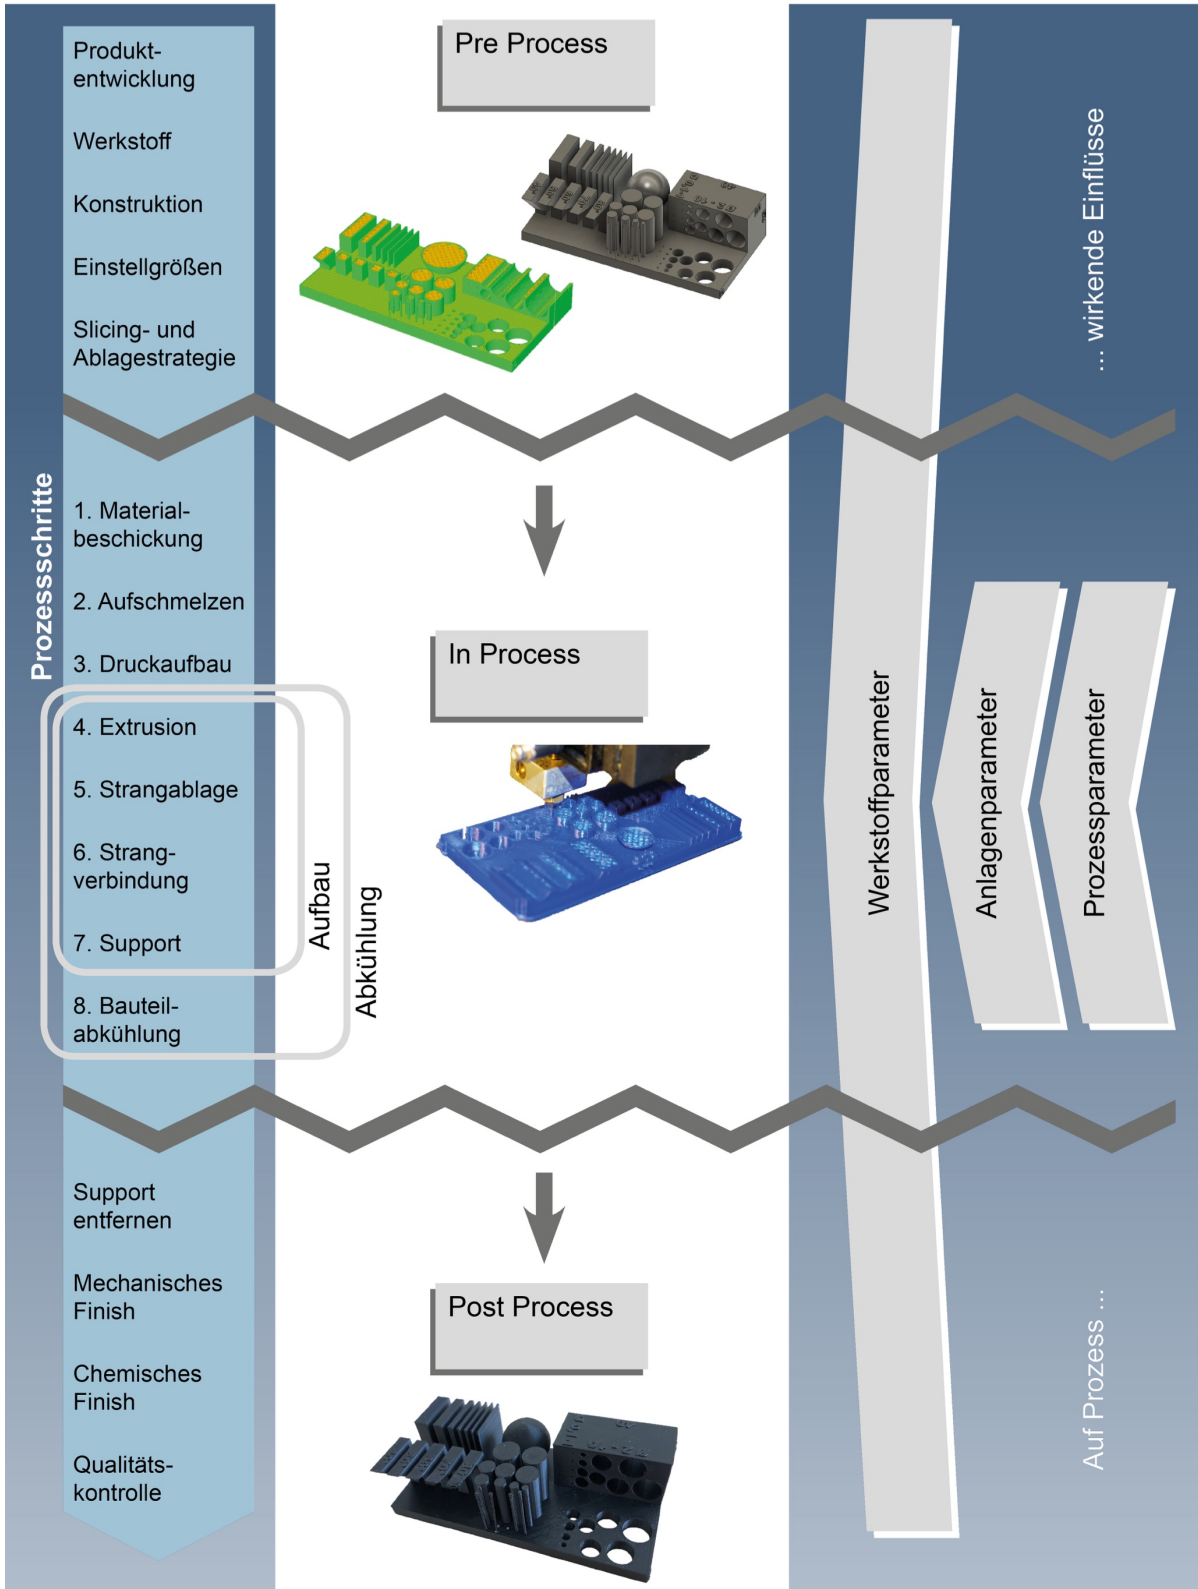 Pre Process
Produkt-
entwicklung
Werkstoff
Konstruktion
Einstellgrößen
Slicing- und
Ablagestrategie
... wirkende Einflüsse
Prozessschritte
1. Material-
beschickung
2. Aufschmelzen
3. Druckaufbau
4. Extrusion
5. Strangablage
6. Strang-
verbindung
7. Support
8. Bauteil-
abkühlung
Aufbau
Abkühlung
In Process
Werkstoffparameter
Anlagenparameter
Prozessparameter
Support
entfernen
Mechanisches
Finish
Chemisches
Finish
Qualitäts-
kontrolle
Post Process
Auf Prozess ...